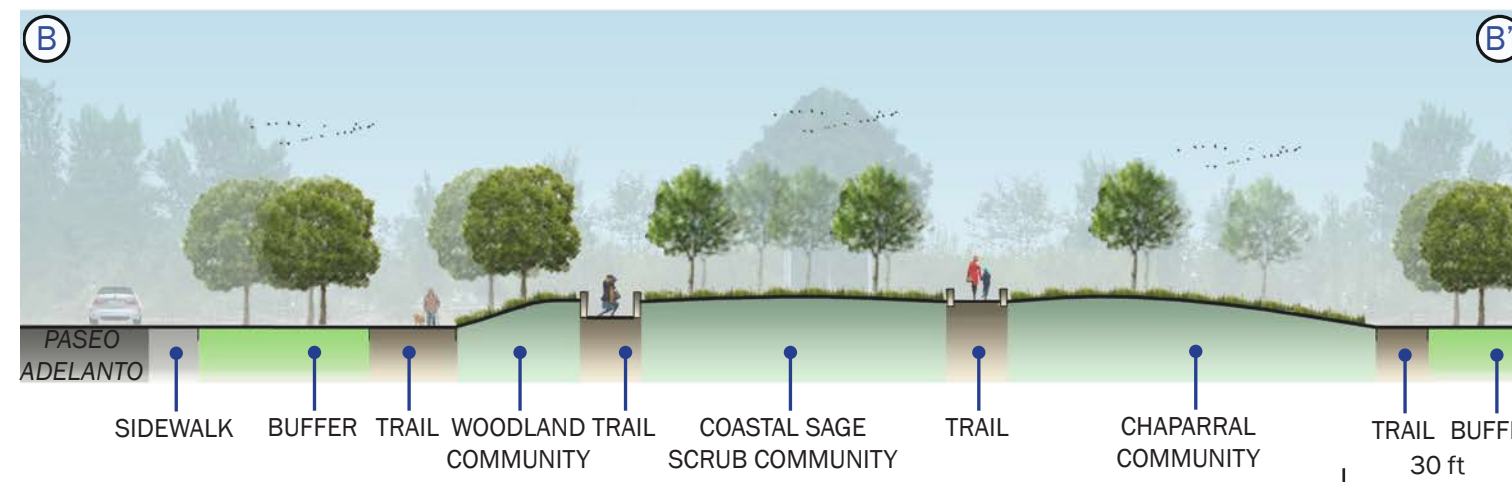 B
B'
PASEO
ADELANTO
SIDEWALK BUFFER TRAIL WOODLAND COMMUNITY TRAIL COASTAL SAGE SCRUB COMMUNITY TRAIL CHAPARRAL COMMUNITY TRAIL
30 ft